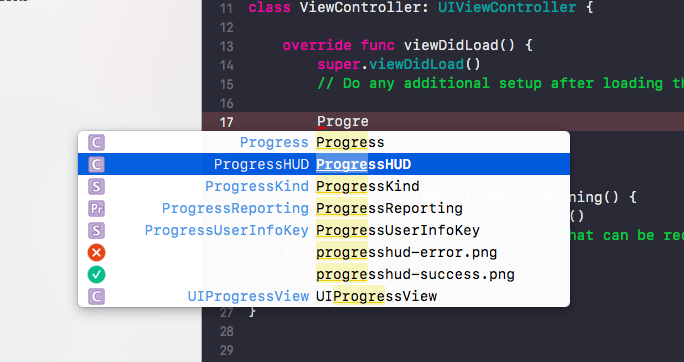 11 class ViewController: UIViewController {
12
13 override func viewDidLoad() {
14 super.viewDidLoad()
15 // Do any additional setup after loading th
16
17 Progre
C Progress Progress
C ProgressHUD ProgressHUD
S ProgressKind ProgressKind
() {
Pr ProgressReporting ProgressReporting
()
S ProgressUserInfoKey ProgressUserInfoKey
hat can be rec
progresshud-error.png
progresshud-success.png
C UIProgressView UIProgressView
27 }
28
29